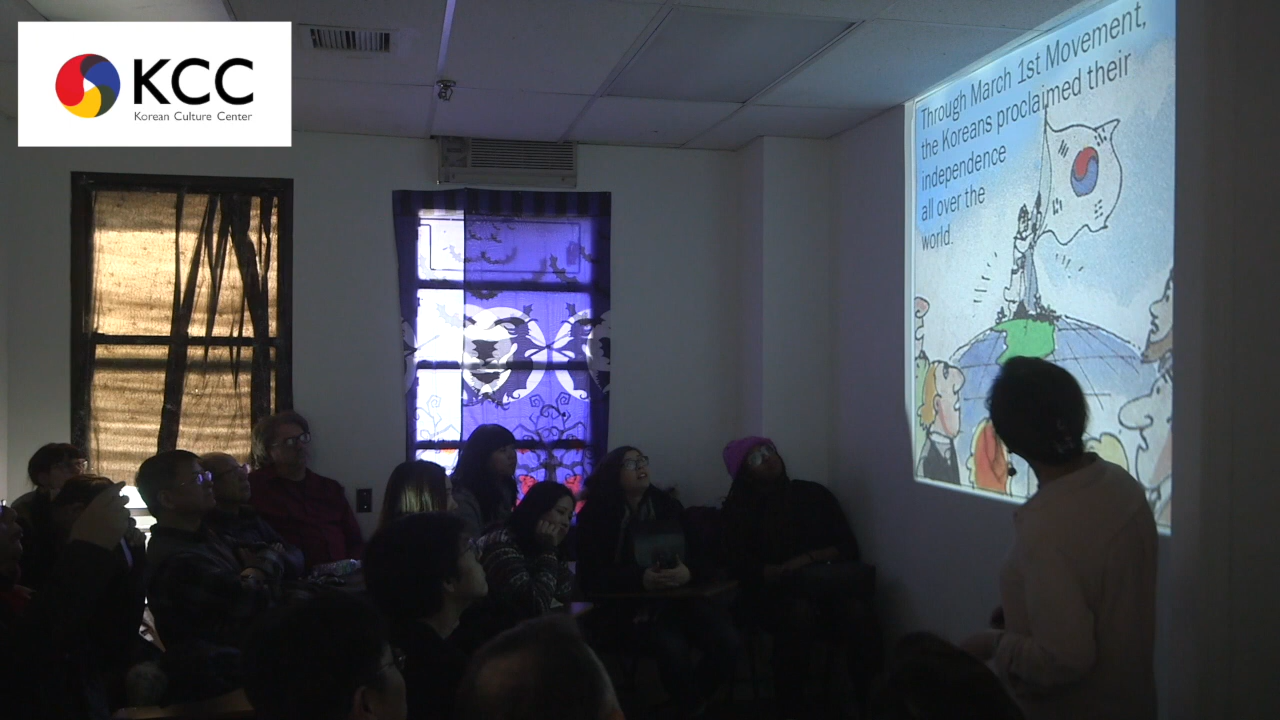 KCC
Korean Culture Center
Through March 1st Movement,
the Koreans proclaimed their
independence
all over the
world.